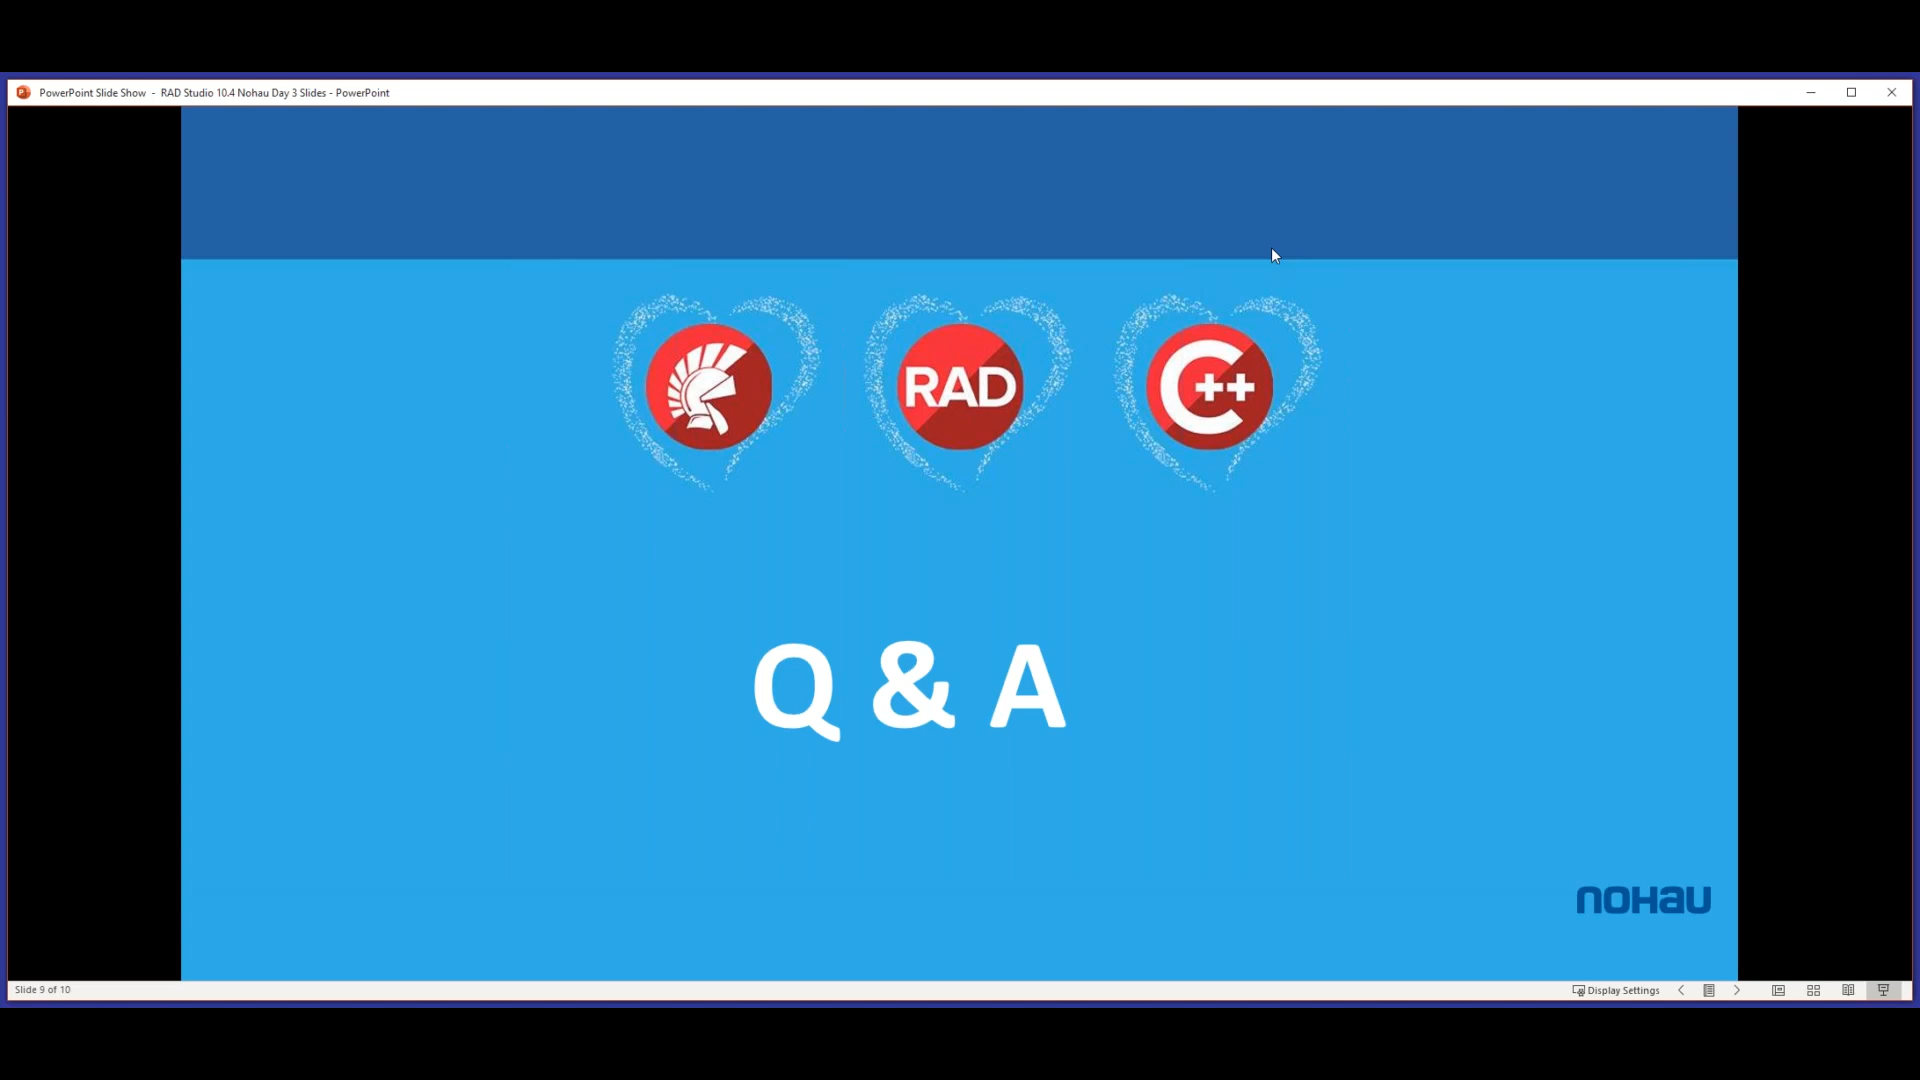 PowerPoint Slide Show - RAD Studio 10.4 Nohau Day 3 Slides - PowerPoint
RAD
C++
Q & A
nohau
Slide 9 of 10
Display Settings